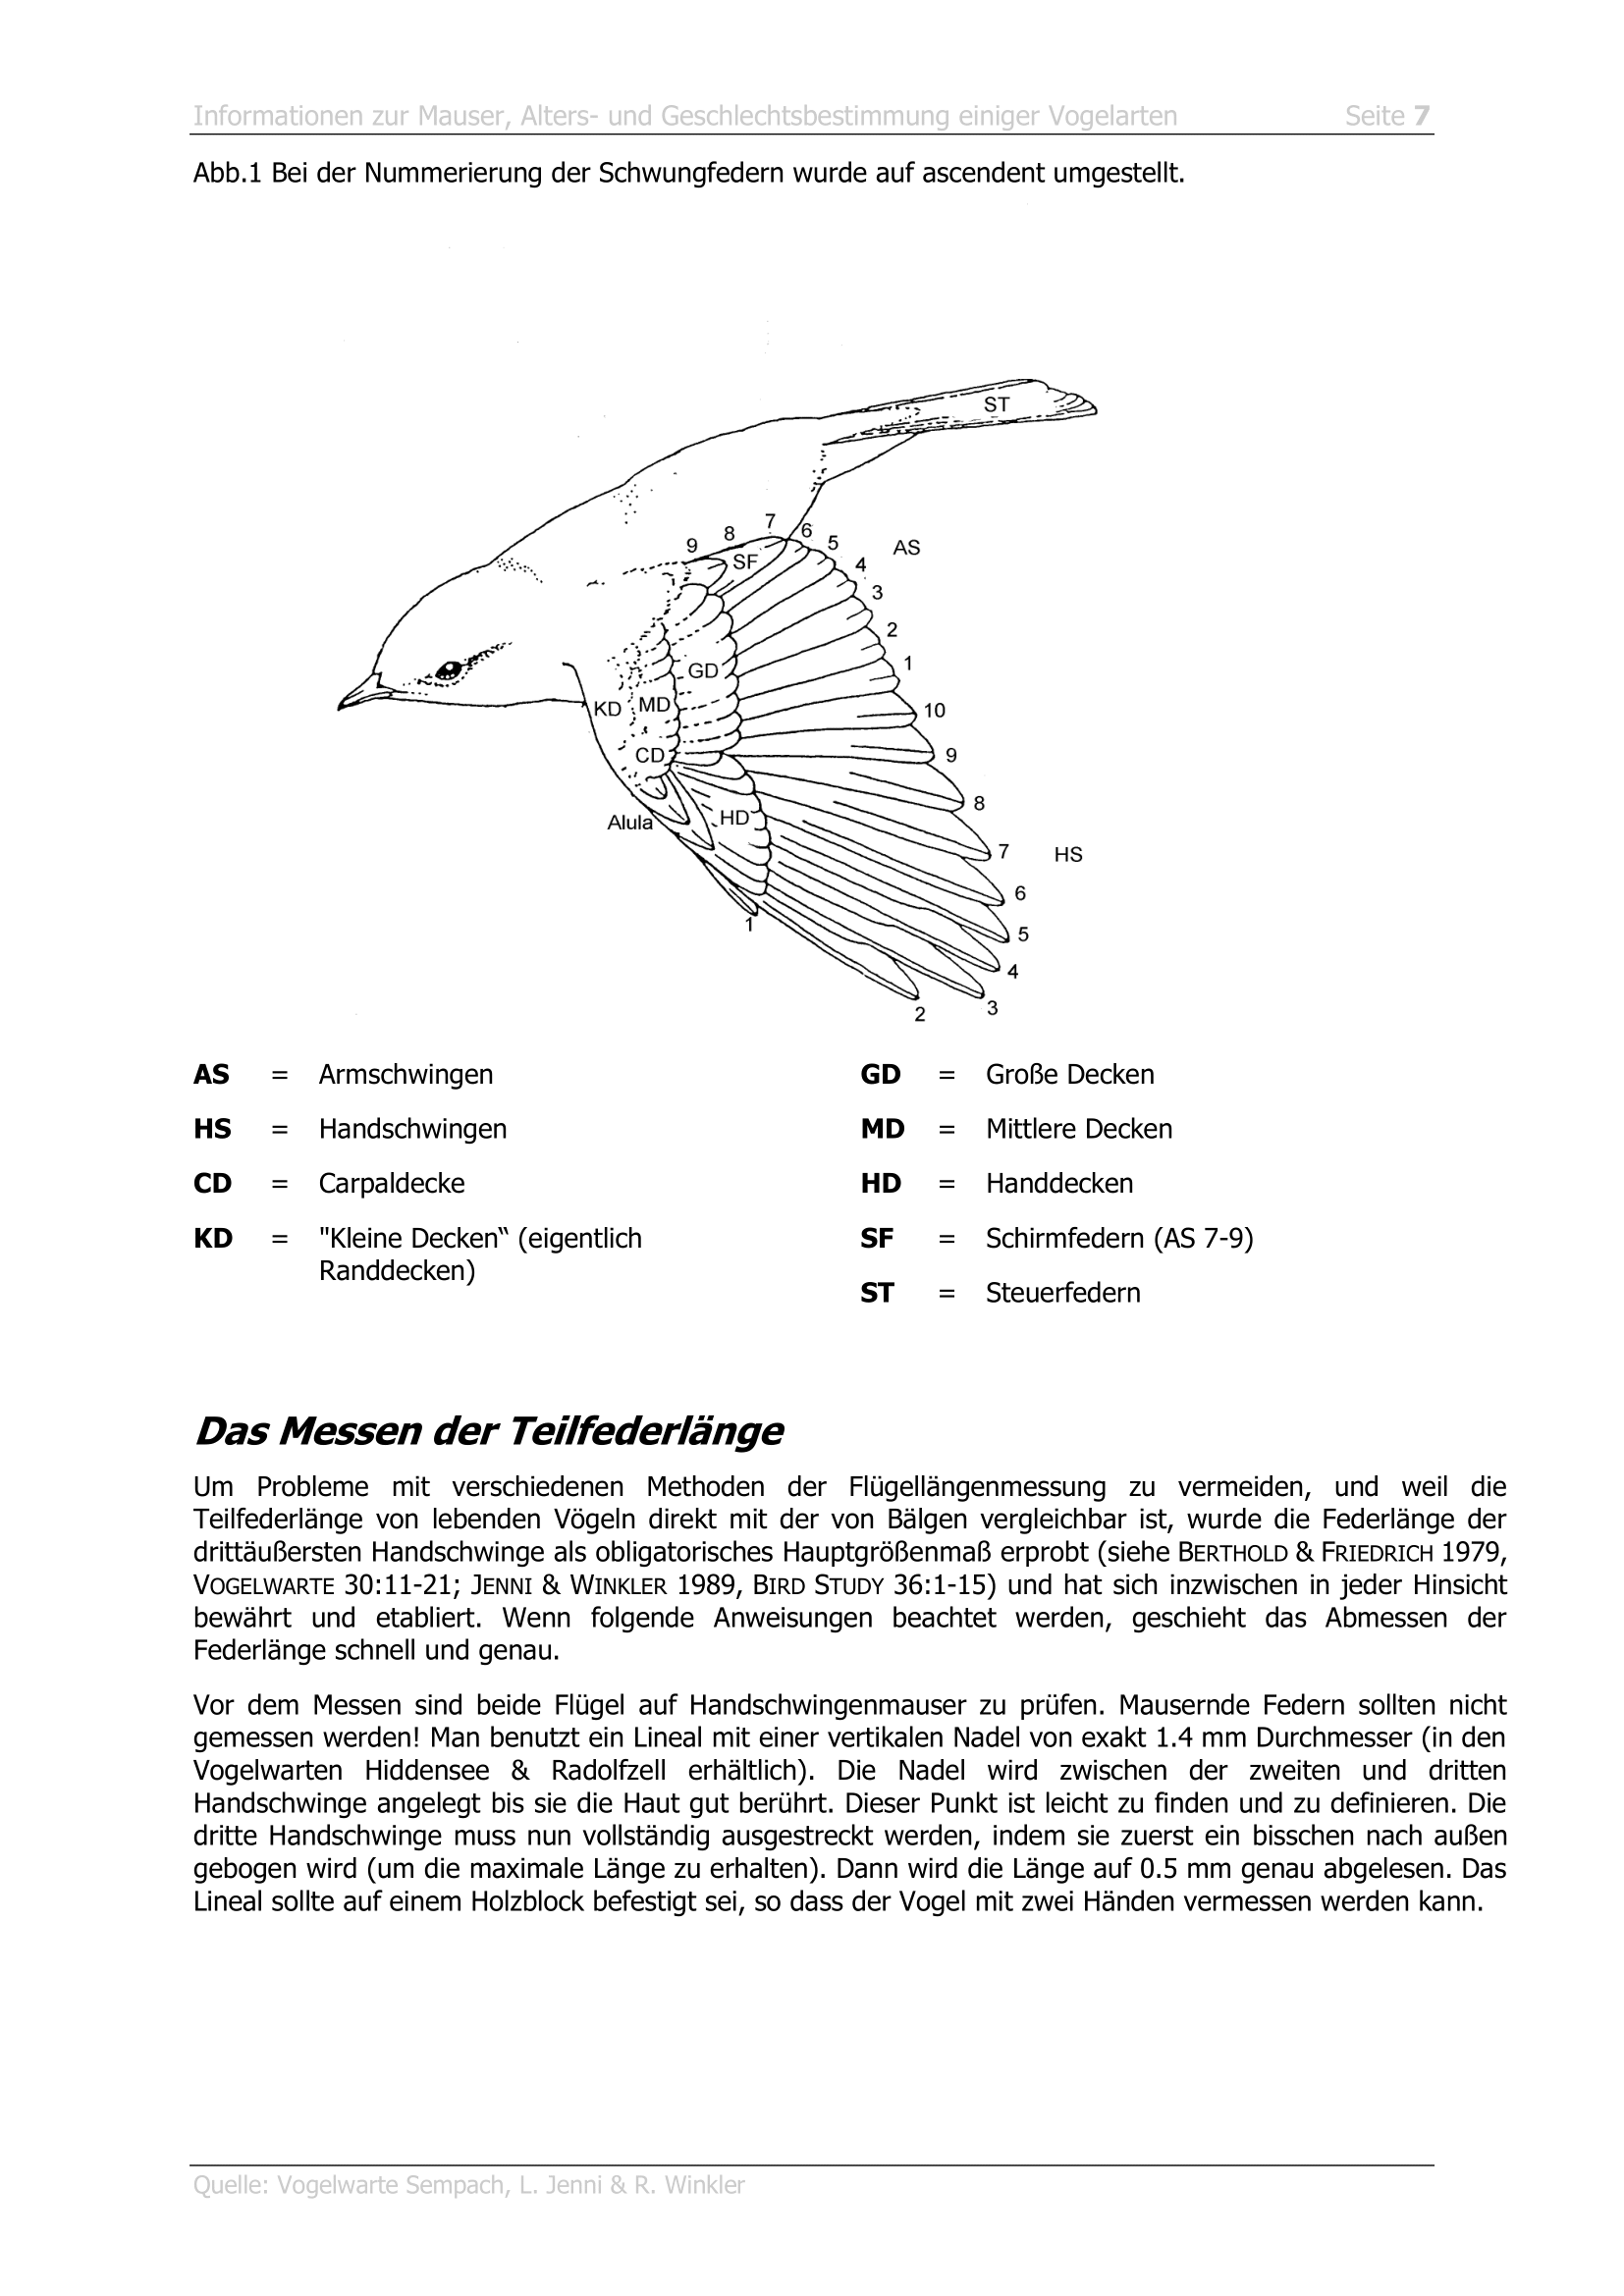 Informationen zur Mauser, Alters- und Geschlechtsbestimmung einiger Vogelarten Seite 7
Abb.1 Bei der Nummerierung der Schwungfedern wurde auf ascendent umgestellt.
ST
9 8 7 6 5 4 3 2 1
SF
AS
GD
KD MD
CD
Alula
HD
10
9
8
7
HS
6
5
4
3
2
1
AS = Armschwingen
HS = Handschwingen
CD = Carpaldecke
KD = "Kleine Decken“ (eigentlich
Randdecken)
GD = Große Decken
MD = Mittlere Decken
HD = Handdecken
SF = Schirmfedern (AS 7-9)
ST = Steuerfedern
Das Messen der Teilfederlänge
Um Probleme mit verschiedenen Methoden der Flügellängenmessung zu vermeiden, und weil die
Teilfederlänge von lebenden Vögeln direkt mit der von Bälgen vergleichbar ist, wurde die Federlänge der
drittäußersten Handschwinge als obligatorisches Hauptgrößenmaß erprobt (siehe BERTHOLD & FRIEDRICH 1979,
VOGELWARTE 30:11-21; JENNI & WINKLER 1989, BIRD STUDY 36:1-15) und hat sich inzwischen in jeder Hinsicht
bewährt und etabliert. Wenn folgende Anweisungen beachtet werden, geschieht das Abmessen der
Federlänge schnell und genau.
Vor dem Messen sind beide Flügel auf Handschwingenmauser zu prüfen. Mausernde Federn sollten nicht
gemessen werden! Man benutzt ein Lineal mit einer vertikalen Nadel von exakt 1.4 mm Durchmesser (in den
Vogelwarten Hiddensee & Radolfzell erhältlich). Die Nadel wird zwischen der zweiten und dritten
Handschwinge angelegt bis sie die Haut gut berührt. Dieser Punkt ist leicht zu finden und zu definieren. Die
dritte Handschwinge muss nun vollständig ausgestreckt werden, indem sie zuerst ein bisschen nach außen
gebogen wird (um die maximale Länge zu erhalten). Dann wird die Länge auf 0.5 mm genau abgelesen. Das
Lineal sollte auf einem Holzblock befestigt sei, so dass der Vogel mit zwei Händen vermessen werden kann.
Quelle: Vogelwarte Sempach, L. Jenni & R. Winkler